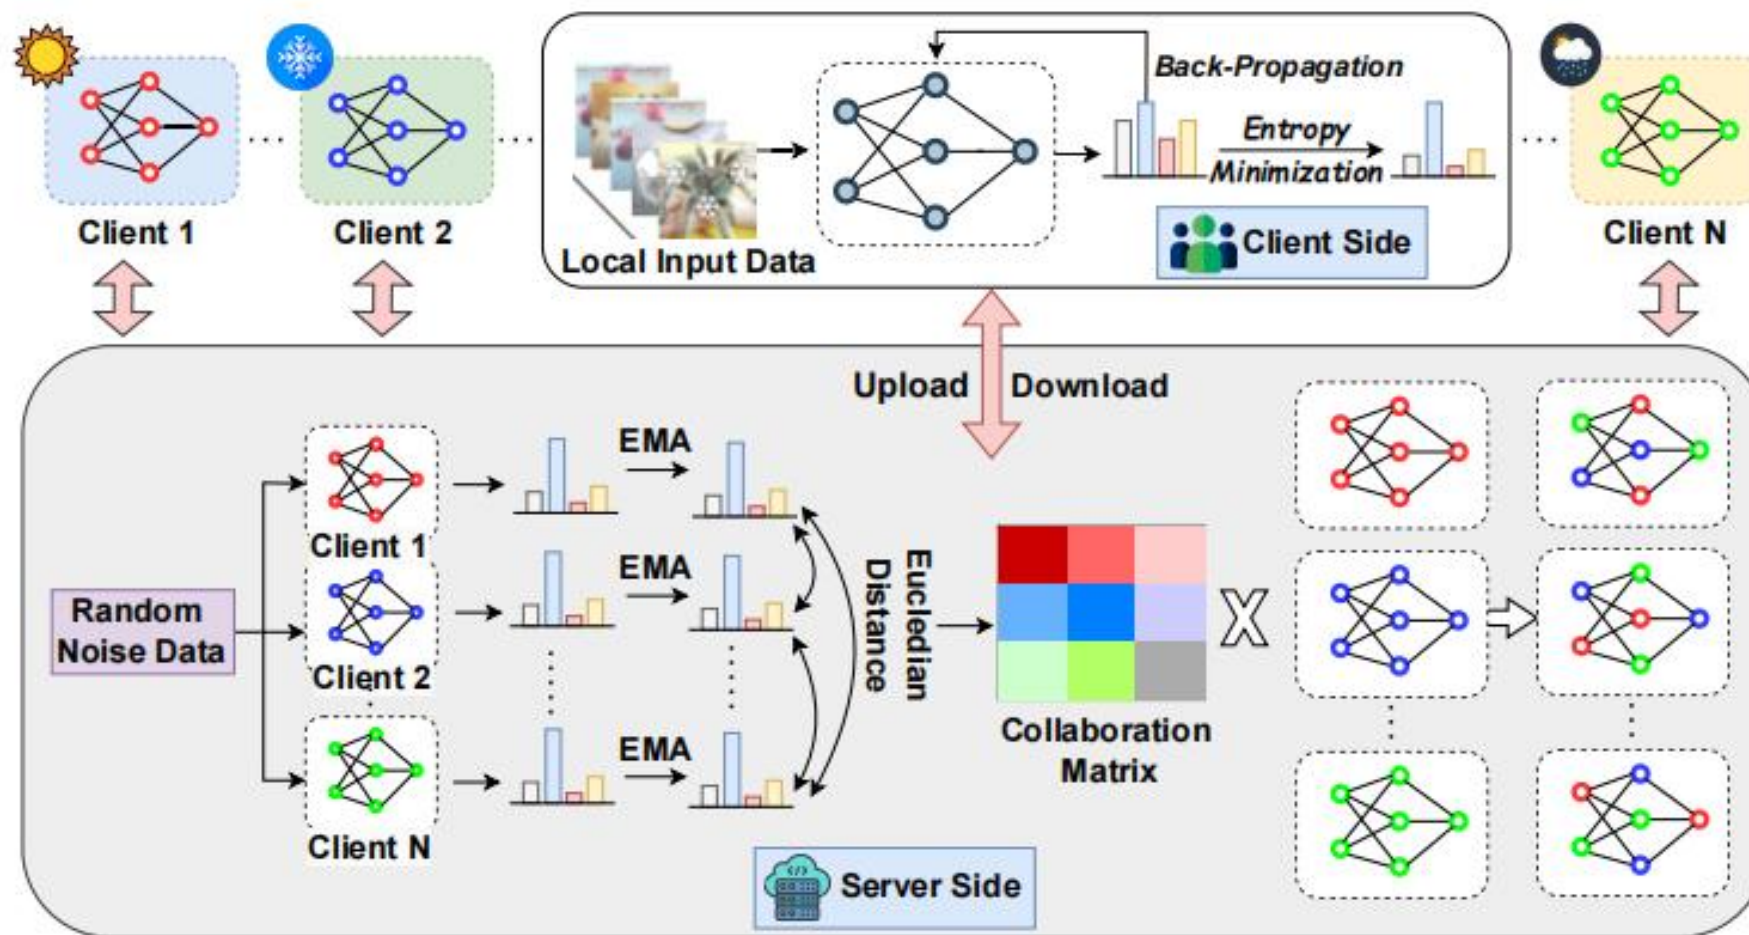 Client 1
Client 2
Local Input Data
Back-Propagation
Entropy
Minimization
Client Side
Client N
Upload
Download
Random
Noise Data
Client 1
Client 2
Client N
EMA
EMA
EMA
Eucledian
Distance
Collaboration
Matrix
X
Server Side